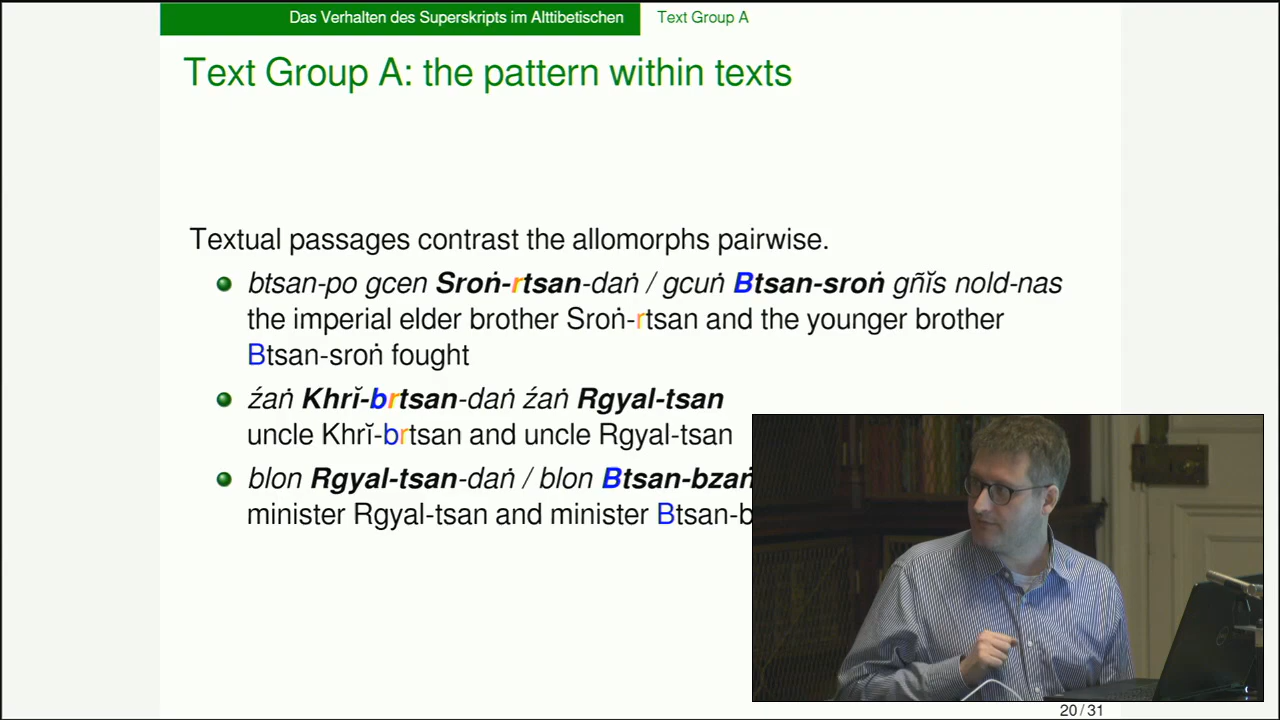 Das Verhalten des Superskripts im Alttibetischen
Text Group A
Text Group A: the pattern within texts
Textual passages contrast the allomorphs pairwise.
btsan-po gcen Sroṅ-rtsan-daṅ / gcuṅ Btsan-sroṅ gñĭs nold-nas
the imperial elder brother Sroṅ-rtsan and the younger brother
Btsan-sroṅ fought
źaṅ Khrĭ-brtsan-daṅ źaṅ Rgyal-tsan
uncle Khrĭ-brtsan and uncle Rgyal-tsan
blon Rgyal-tsan-daṅ / blon Btsan-bzaṅ
minister Rgyal-tsan and minister Btsan-b
20/31